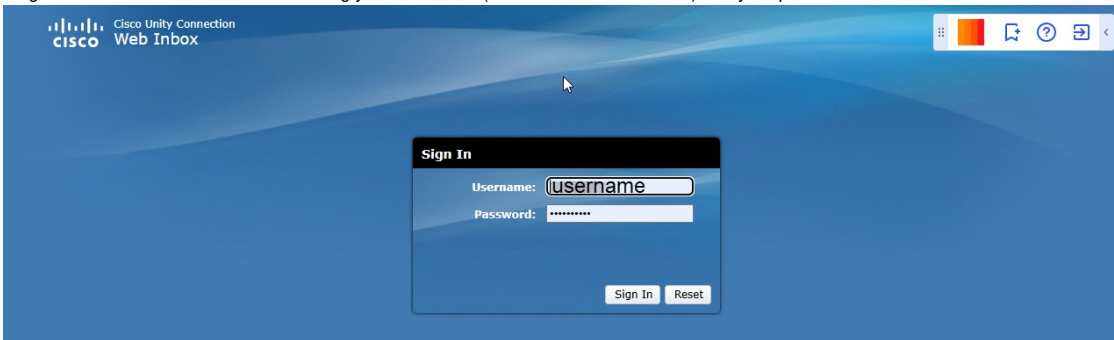 Cisco Unity Connection
CISCO Web Inbox
Sign In
Username: username
Password: ••••••••••
Sign In Reset